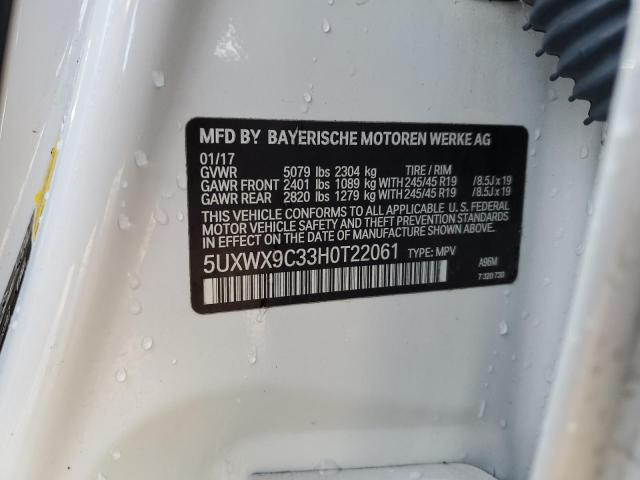 MFD BY BAYERISCHE MOTOREN WERKE AG
01/17
GVWR 5079 lbs 2304 kg TIRE / RIM
GAWR FRONT 2401 lbs 1089 kg WITH 245/45 R19 /8.5J x 19
GAWR REAR 2820 lbs 1279 kg WITH 245/45 R19 /8.5J x 19
THIS VEHICLE CONFORMS TO ALL APPLICABLE U.S. FEDERAL
MOTOR VEHICLE SAFETY AND THEFT PREVENTION STANDARDS
IN EFFECT ON THE DATE OF MANUFACTURE SHOWN ABOVE.
5UXWX9C33H0T22061 TYPE: MPV
A96M
7 320 730